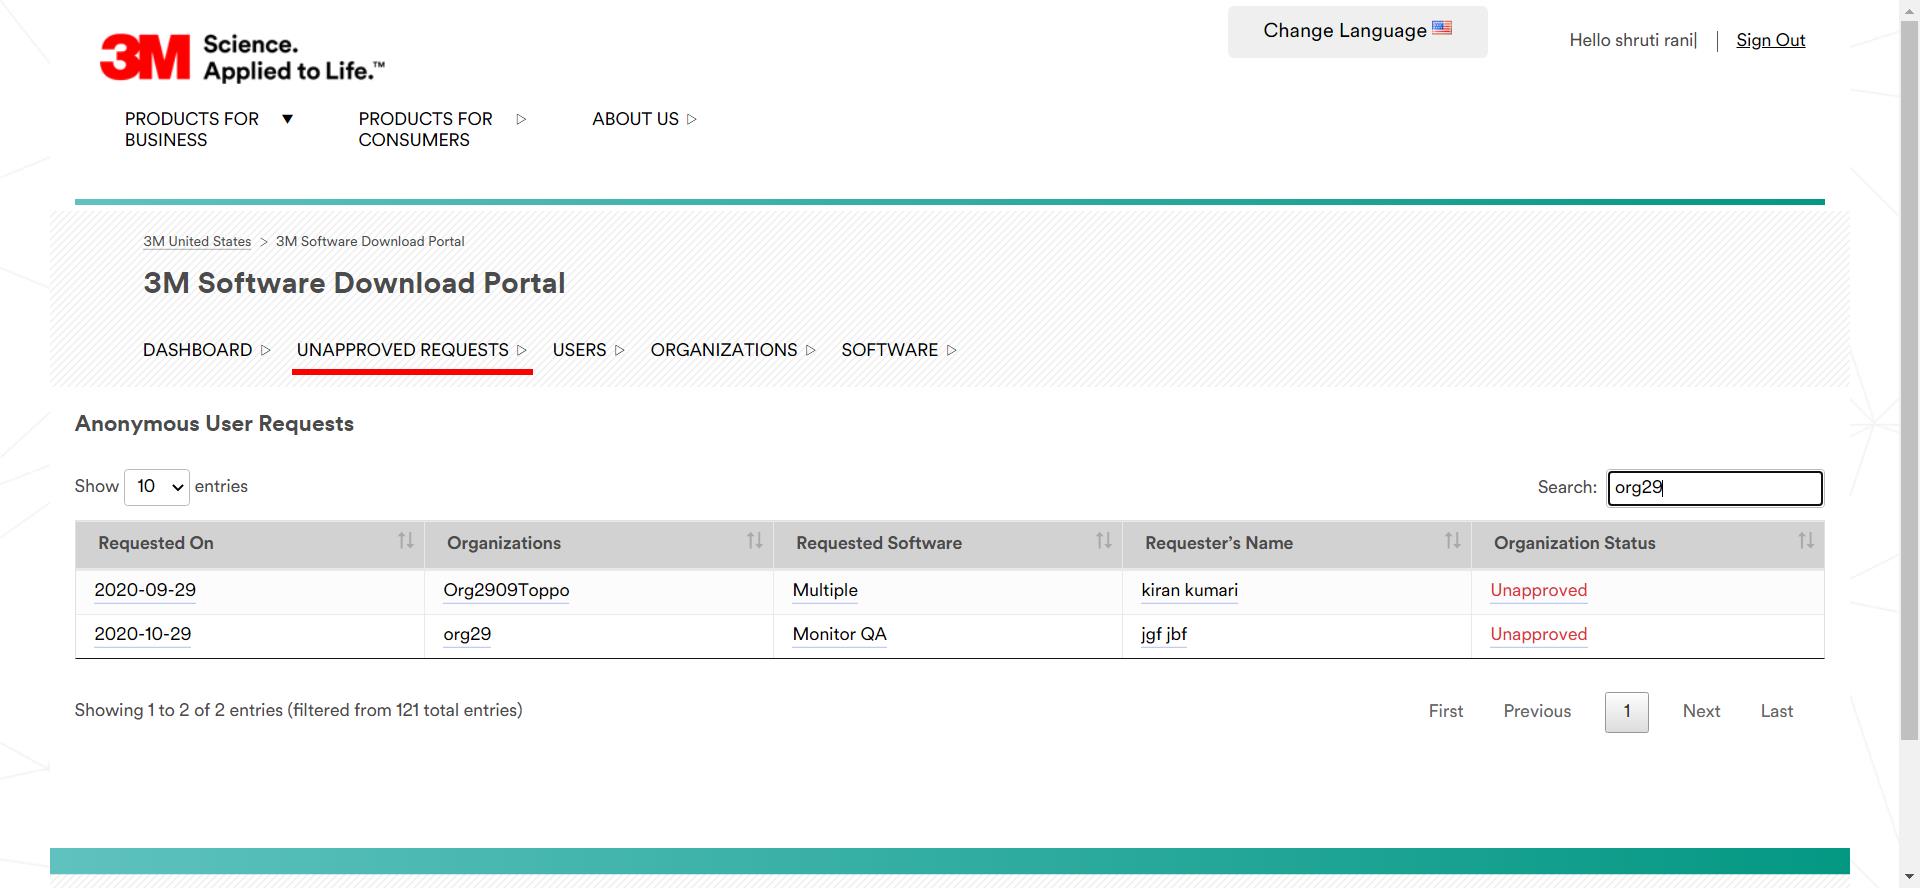 3M Science.
Applied to Life.™
Change Language
Hello shruti rani| Sign Out
PRODUCTS FOR
BUSINESS
PRODUCTS FOR
CONSUMERS
ABOUT US
3M United States > 3M Software Download Portal
3M Software Download Portal
DASHBOARD UNAPPROVED REQUESTS USERS ORGANIZATIONS SOFTWARE
Anonymous User Requests
Show 10 entries
Search: org29
Requested On Organizations Requested Software Requester's Name Organization Status
2020-09-29 Org2909Toppo Multiple kiran kumari Unapproved
2020-10-29 org29 Monitor QA jgf jbf Unapproved
Showing 1 to 2 of 2 entries (filtered from 121 total entries)
First Previous 1 Next Last